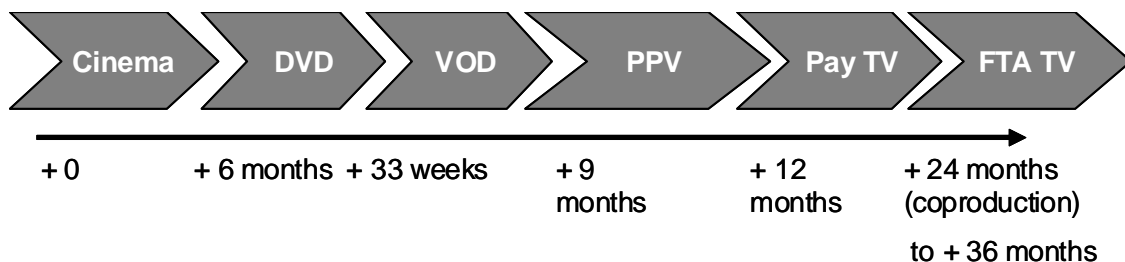 Cinema DVD VOD PPV Pay TV FTA TV
+ 0 + 6 months + 33 weeks + 9 months + 12 months + 24 months (coproduction)
to + 36 months